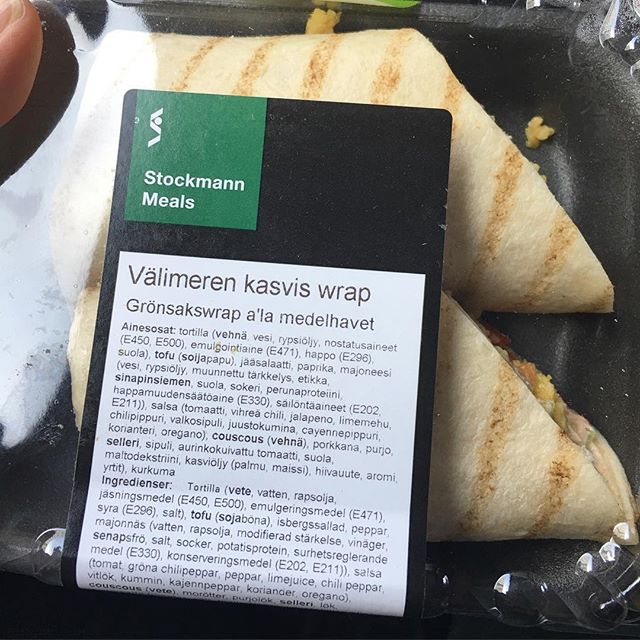 Stockmann
Meals
Välimeren kasvis wrap
Grönsakswrap a'la medelhavet
Ainesosat: tortilla (vehnä, vesi, rypsiöljy, nostatusaineet
(E450, E500), emulgointiaine (E471), happo (E296),
suola), tofu (soijapapu), jääsalaatti, paprika, majoneesi
(vesi, rypsiöljy, muunnettu tärkkelys, etikka,
sinapinsiemen, suola, sokeri, perunaproteiini,
happamuudensäätöaine (E330), säilöntäaineet (E202,
E211)), salsa (tomaatti, vihreä chili, jalapeno, limemehu,
chilipippuri, valkosipuli, juustokumina, cayennepippuri,
korianteri, oregano), couscous (vehnä), porkkana, purjo,
selleri, sipuli, aurinkokuivattu tomaatti, suola,
maltodekstriini, kasviöljy (palmu, maissi), hiivauute, aromi,
yrtit), kurkuma
Ingredienser: Tortilla (vete, vatten, rapsolja,
jäsningsmedel (E450, E500), emulgeringsmedel (E471),
syra (E296), salt), tofu (sojaböna), isbergssallad, peppar,
majonnäs (vatten, rapsolja, modifierad stärkelse, vinäger,
senapsfrö, salt, socker, potatisprotein, surhetsreglerande
medel (E330), konserveringsmedel (E202, E211)), salsa
(tomat, gröna chilipeppar, peppar, limejuice, chili peppar,
vitlök, kummin, kajennpeppar, koriander, oregano),
couscous (vete), morötter, purjolök, selleri, lök,